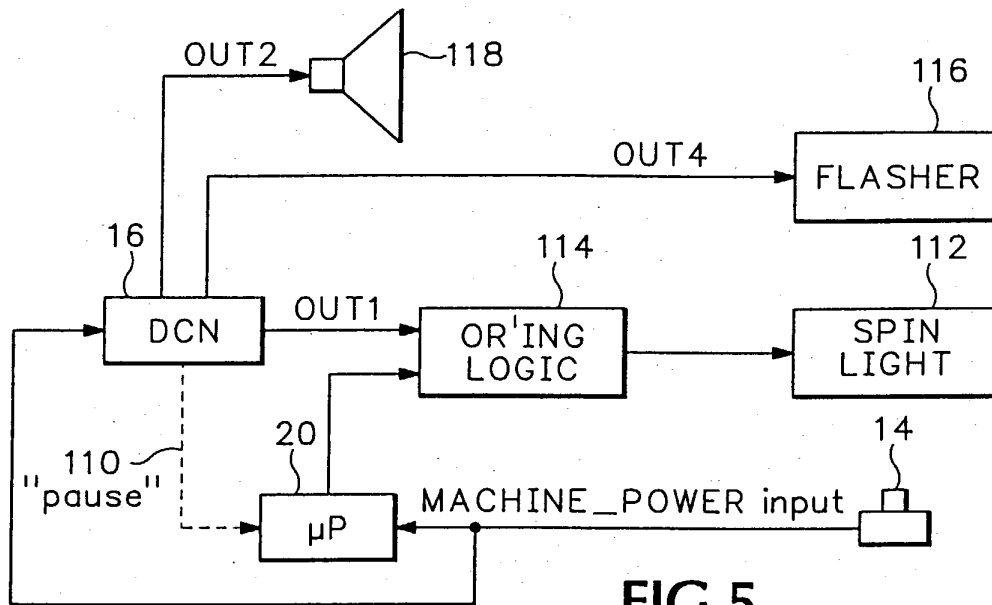 OUT2
118
116
OUT4
FLASHER
16
114
112
DCN
OUT1
OR'ING
LOGIC
SPIN
LIGHT
110
"pause"
20
14
µP
MACHINE_POWER input
FIG.5